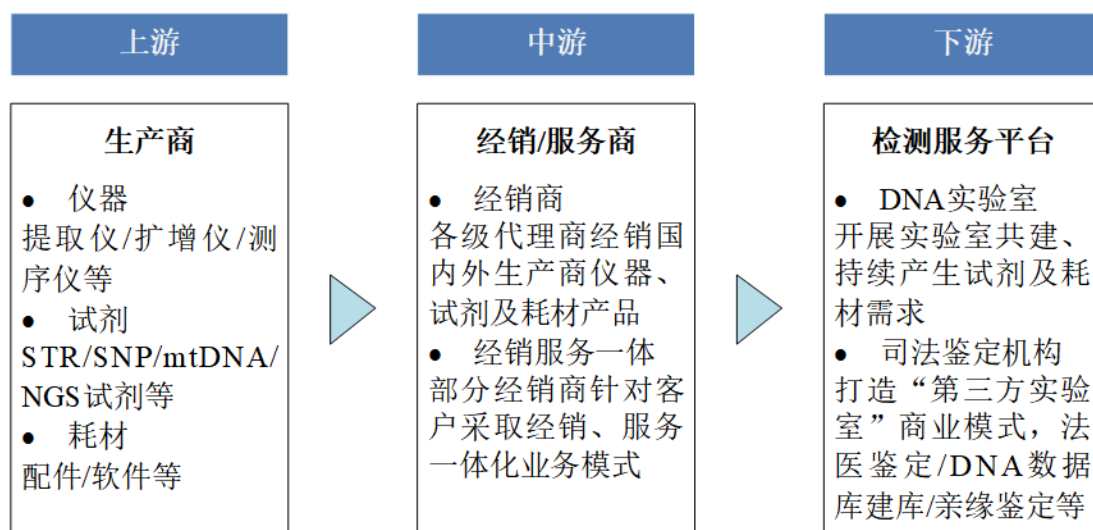 上游
生产商
• 仪器
提取仪/扩增仪/测
序仪等
• 试剂
STR/SNP/mtDNA/
NGS试剂等
• 耗材
配件/软件等
中游
经销/服务商
• 经销商
各级代理商经销国
内外生产商仪器、
试剂及耗材产品
• 经销服务一体
部分经销商针对客
户采取经销、服务
一体化业务模式
下游
检测服务平台
• DNA实验室
开展实验室共建、
持续产生试剂及耗
材需求
• 司法鉴定机构
打造“第三方实验
室”商业模式，法
医鉴定/DNA数据
库建库/亲缘鉴定等